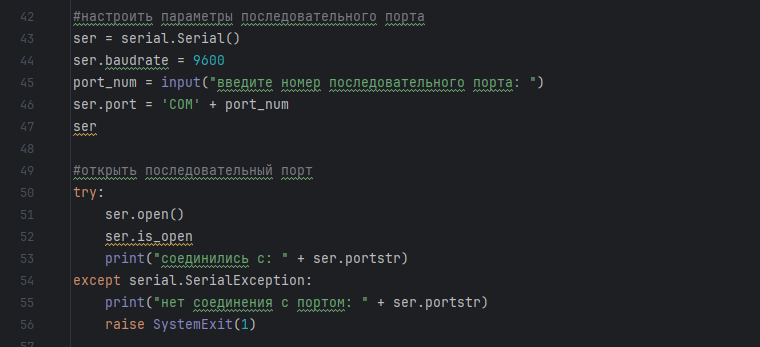 42 #настроить параметры последовательного порта
43 ser = serial.Serial()
44 ser.baudrate = 9600
45 port_num = input("введите номер последовательного порта: ")
46 ser.port = 'COM' + port_num
47 ser
48
49 #открыть последовательный порт
50 try:
51     ser.open()
52     ser.is_open
53     print("соединились с: " + ser.portstr)
54 except serial.SerialException:
55     print("нет соединения с портом: " + ser.portstr)
56     raise SystemExit(1)
57